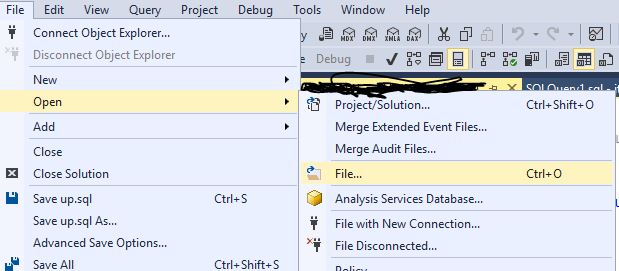 File Edit View Query Project Debug Tools Window Help
Connect Object Explorer...
Disconnect Object Explorer
MDX DMX XMLA DAX
Debug
New
Open
SQLQuery1.sql - it
Project/Solution... Ctrl+Shift+O
Add
Merge Extended Event Files...
Merge Audit Files...
Close
Close Solution
File... Ctrl+O
Save up.sql Ctrl+S
Analysis Services Database...
Save up.sql As...
File with New Connection...
Advanced Save Options...
File Disconnected...
Save All Ctrl+Shift+S
Policy